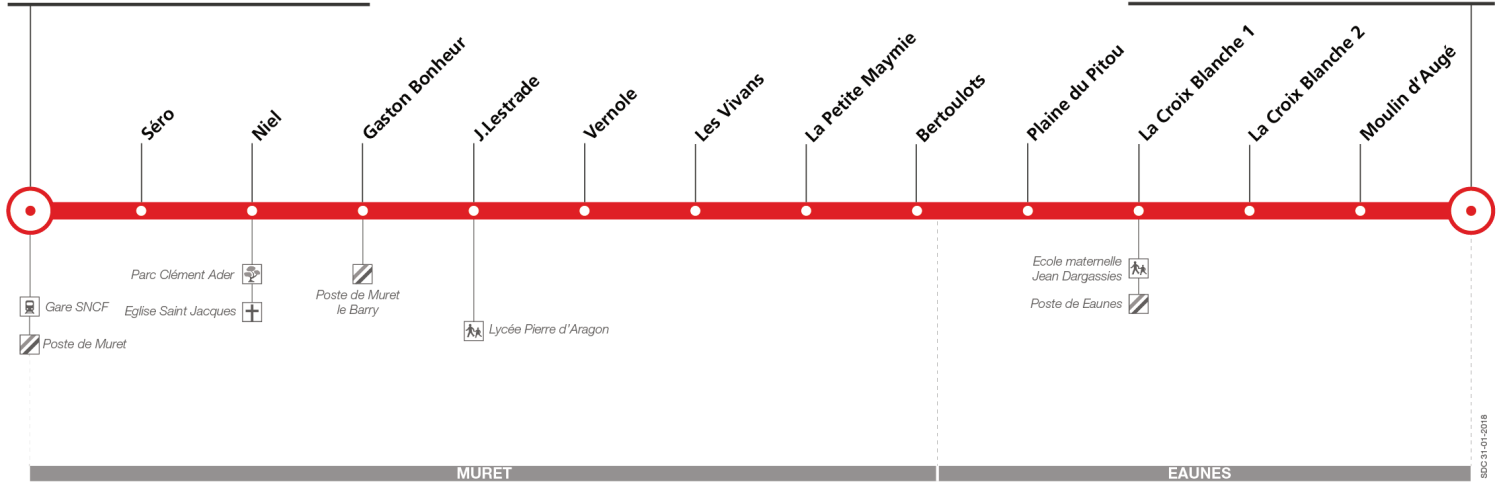 Séro
Niel
Gaston Bonheur
J.Lestrade
Vernole
Les Vivans
La Petite Maymie
Bertoulots
Plaine du Pitou
La Croix Blanche 1
La Croix Blanche 2
Moulin d'Augé
Parc Clément Ader
Eglise Saint Jacques
Gare SNCF
Poste de Muret
Poste de Muret
le Barry
Lycée Pierre d'Aragon
Ecole maternelle
Jean Dargassies
Poste de Eaunes
MURET
EAUNES
SDC 31-01-2018